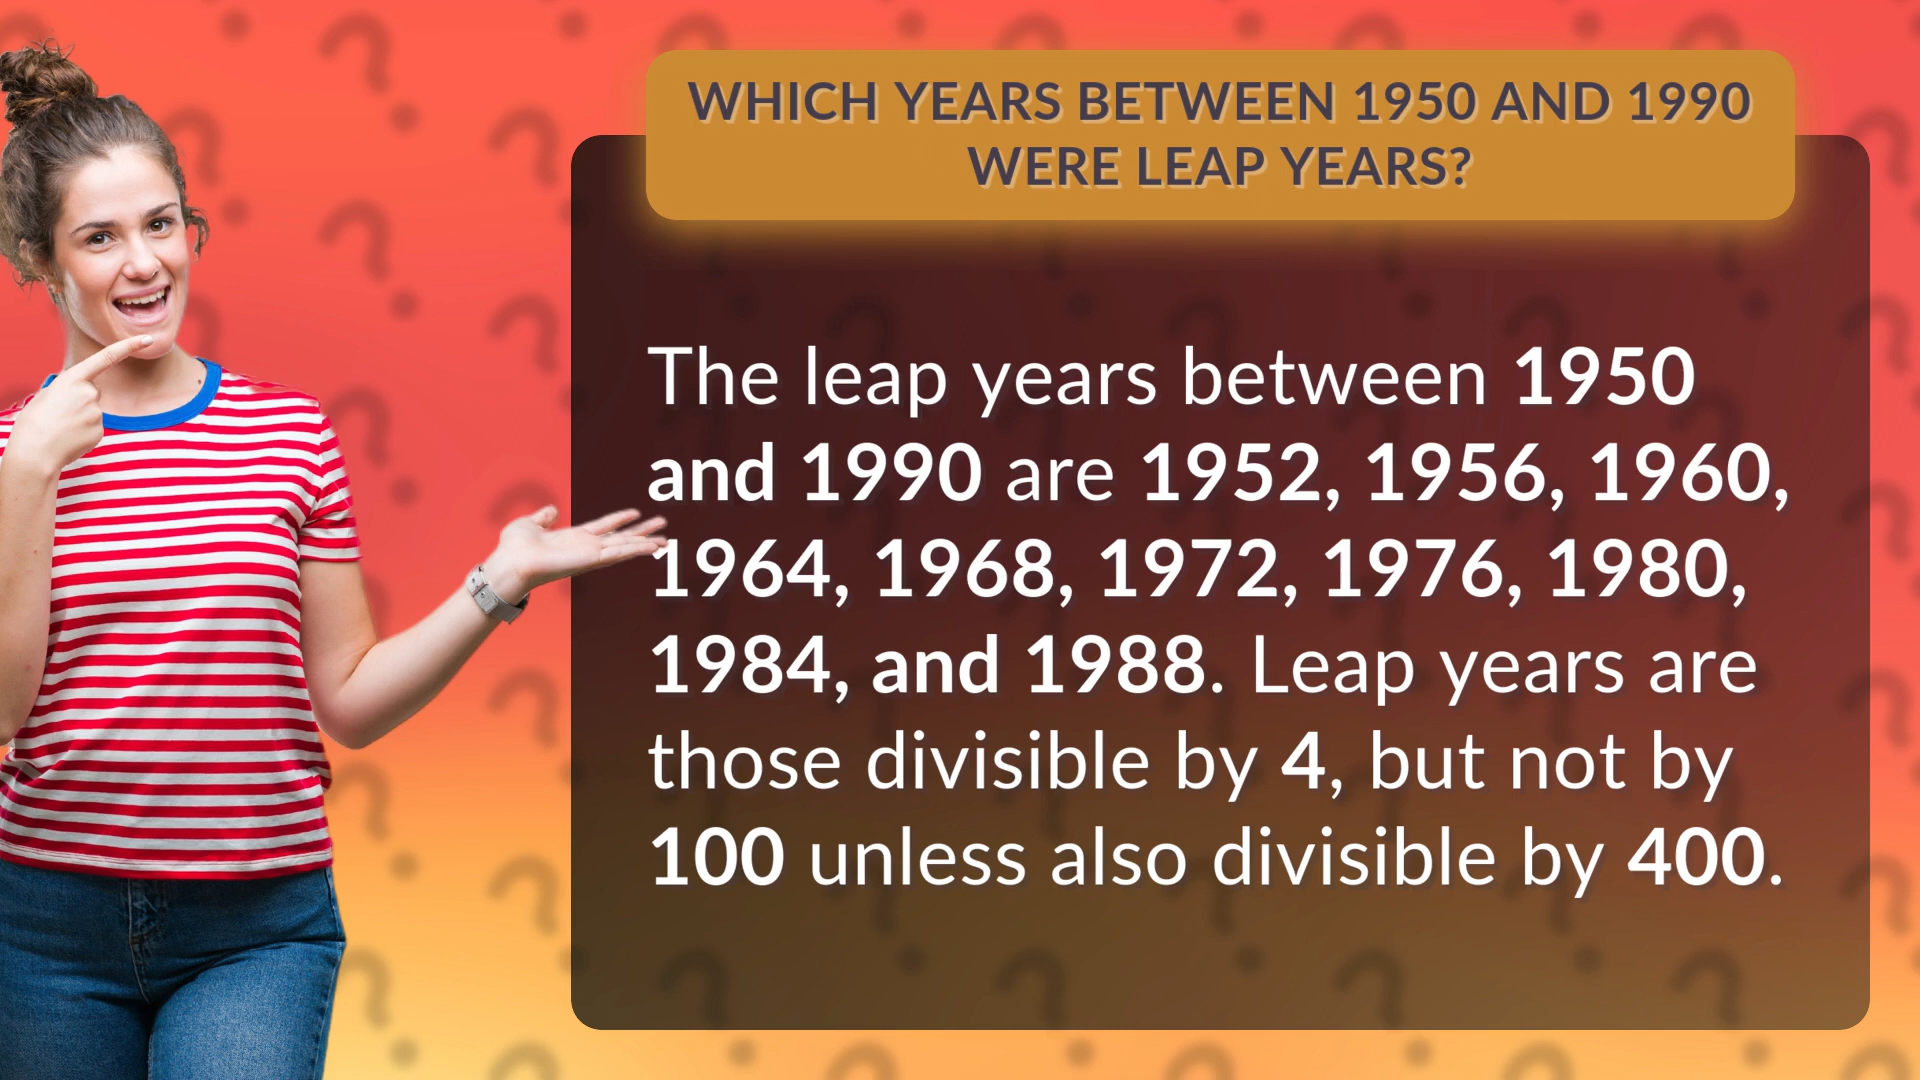 WHICH YEARS BETWEEN 1950 AND 1990
WERE LEAP YEARS?
The leap years between 1950
and 1990 are 1952, 1956, 1960,
1964, 1968, 1972, 1976, 1980,
1984, and 1988. Leap years are
those divisible by 4, but not by
100 unless also divisible by 400.